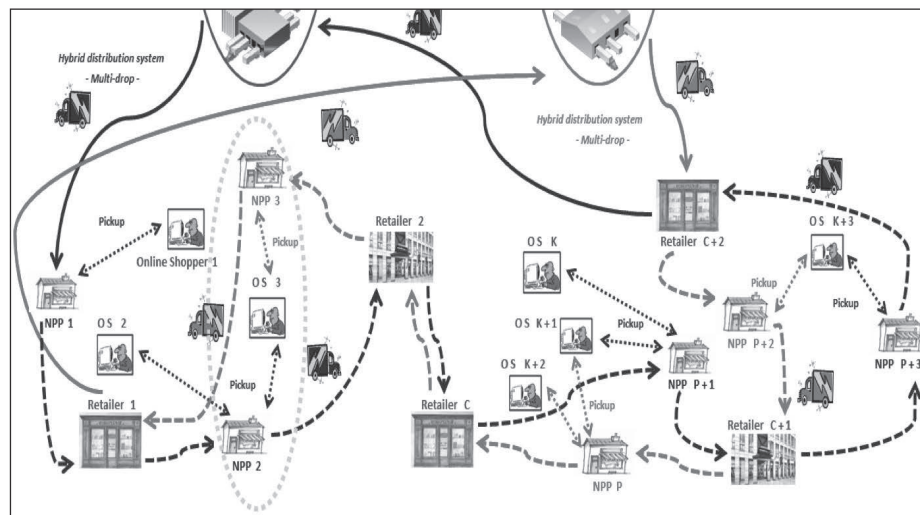 Hybrid distribution system
- Multi-drop -
Hybrid distribution system
- Multi-drop -
NPP 3
Pickup
Online Shopper 1
Pickup
Retailer 2
Retailer C+2
OS K+3
OS K
OS 3
NPP 1
OS 2
Pickup
OS K+1
Pickup
Pickup
NPP P+2
NPP P+3
OS K+2
NPP P+1
Pickup
Pickup
Retailer 1
Retailer C
Retailer C+1
NPP 2
NPP P